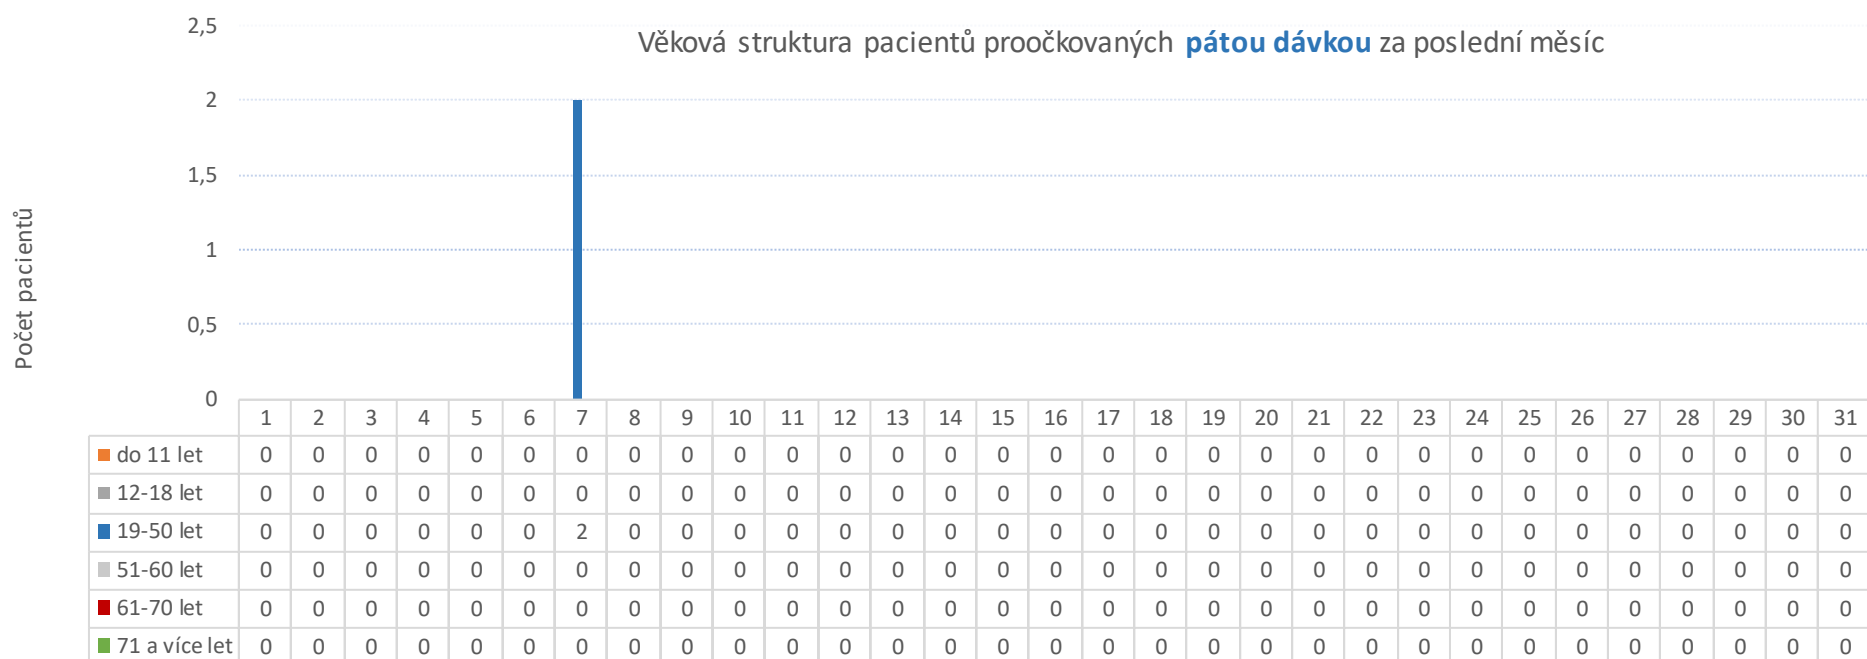 Věková struktura pacientů proočkovaných pátou dávkou za poslední měsíc
Počet pacientů
2,5
2
1,5
1
0,5
0
1 2 3 4 5 6 7 8 9 10 11 12 13 14 15 16 17 18 19 20 21 22 23 24 25 26 27 28 29 30 31
do 11 let 0 0 0 0 0 0 0 0 0 0 0 0 0 0 0 0 0 0 0 0 0 0 0 0 0 0 0 0 0 0 0
12-18 let 0 0 0 0 0 0 0 0 0 0 0 0 0 0 0 0 0 0 0 0 0 0 0 0 0 0 0 0 0 0 0
19-50 let 0 0 0 0 0 0 2 0 0 0 0 0 0 0 0 0 0 0 0 0 0 0 0 0 0 0 0 0 0 0 0
51-60 let 0 0 0 0 0 0 0 0 0 0 0 0 0 0 0 0 0 0 0 0 0 0 0 0 0 0 0 0 0 0 0
61-70 let 0 0 0 0 0 0 0 0 0 0 0 0 0 0 0 0 0 0 0 0 0 0 0 0 0 0 0 0 0 0 0
71 a více let 0 0 0 0 0 0 0 0 0 0 0 0 0 0 0 0 0 0 0 0 0 0 0 0 0 0 0 0 0 0 0